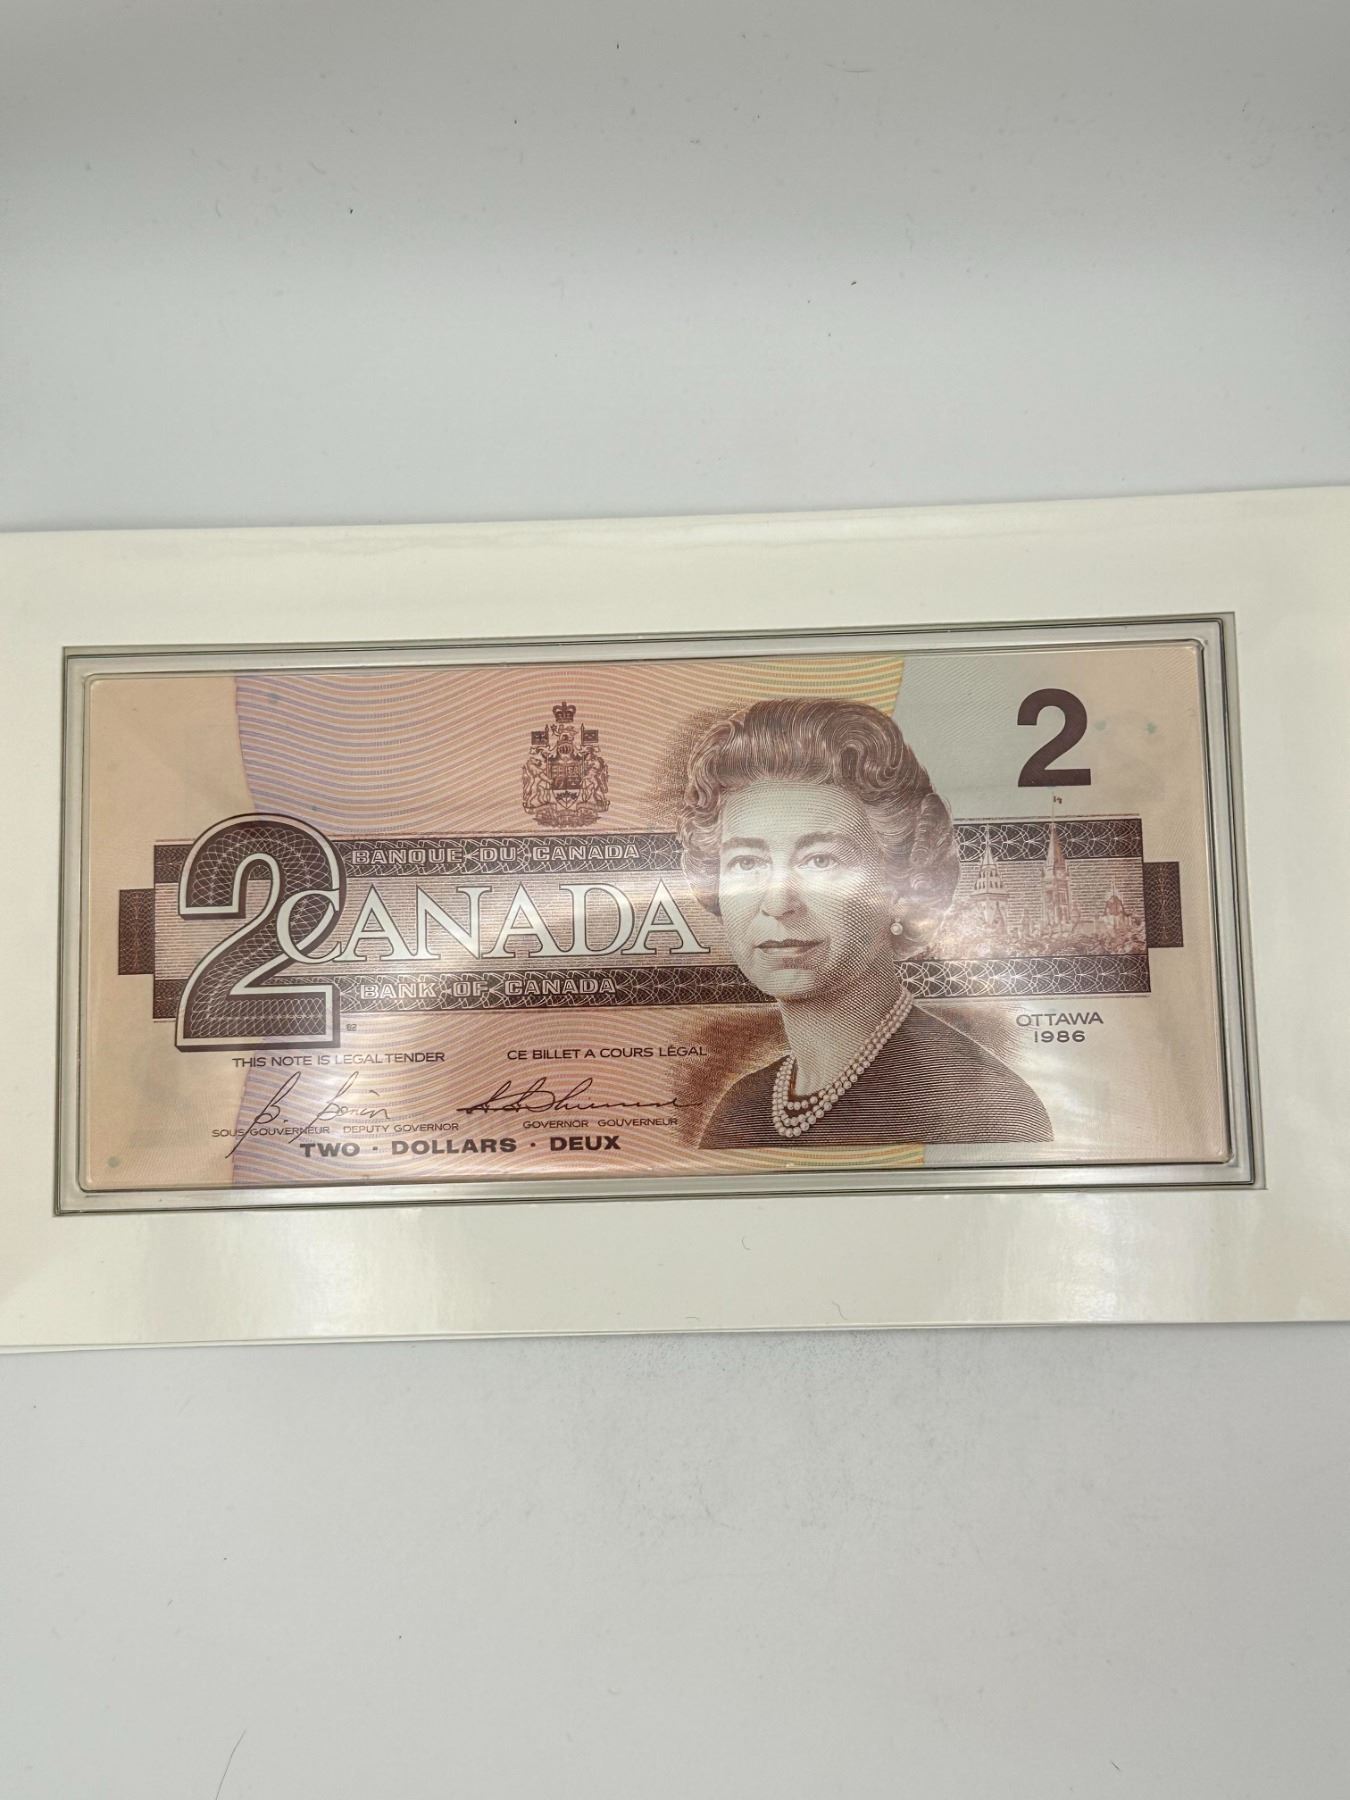 2
BANQUE DU CANADA
2 CANADA
BANK OF CANADA
OTTAWA
1986
THIS NOTE IS LEGAL TENDER CE BILLET A COURS LÉGAL
SOUS-GOUVERNEUR DEPUTY GOVERNOR GOVERNOR GOUVERNEUR
TWO · DOLLARS · DEUX